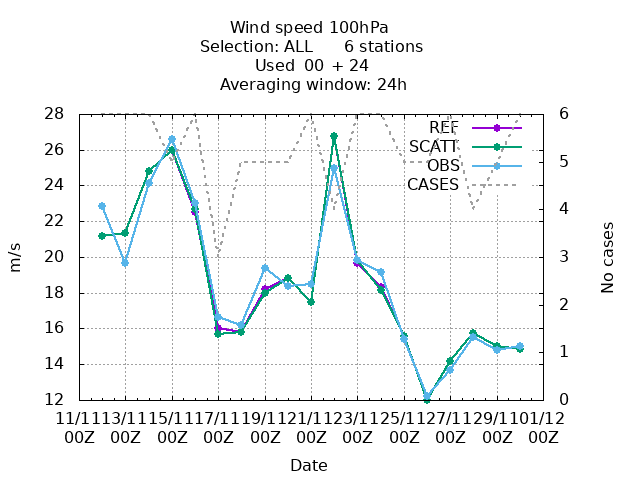 Wind speed 100hPa
Selection: ALL 6 stations
Used 00 + 24
Averaging window: 24h
28
26
24
22
20
18
16
14
12
6
5
4
3
2
1
0
m/s
No cases
REF
SCATT
OBS
CASES
11/11 13/11 15/11 17/11 19/11 21/11 23/11 25/11 27/11 29/11 01/12
00Z 00Z 00Z 00Z 00Z 00Z 00Z 00Z 00Z 00Z 00Z
Date